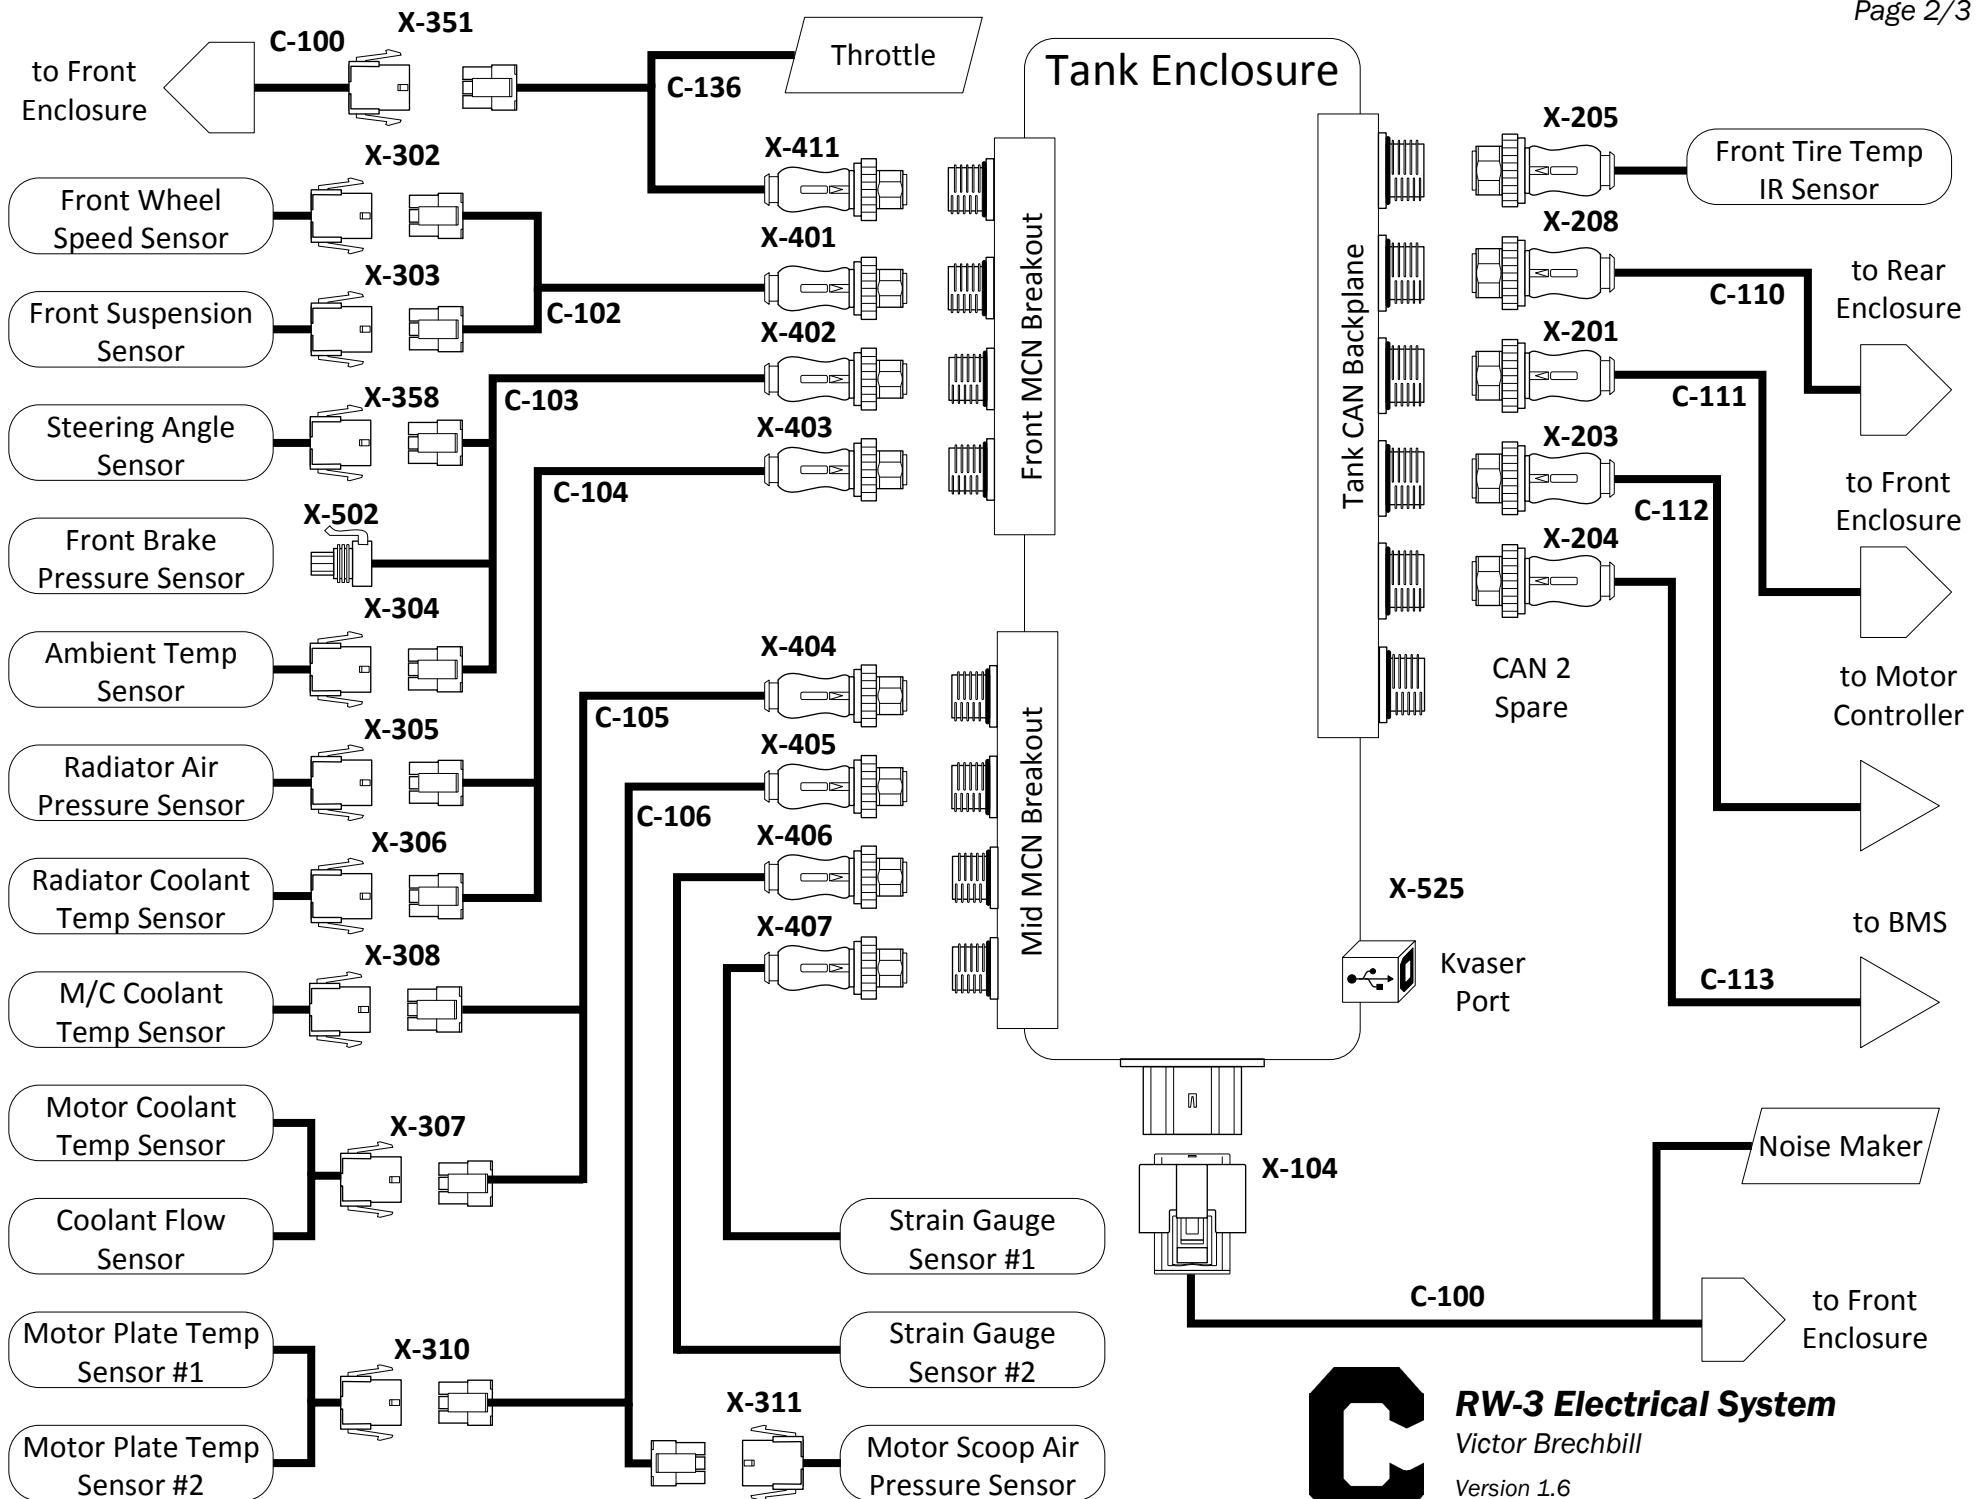 Page 2/3
X-351
C-100
to Front
Enclosure
Throttle
C-136
Tank Enclosure
X-411
X-302
Front Wheel
Speed Sensor
X-401
X-303
Front Suspension
Sensor
C-102
X-402
X-358
C-103
Steering Angle
Sensor
X-403
C-104
X-502
Front Brake
Pressure Sensor
X-304
Ambient Temp
Sensor
X-305
Radiator Air
Pressure Sensor
X-306
Radiator Coolant
Temp Sensor
X-308
M/C Coolant
Temp Sensor
Motor Coolant
Temp Sensor
X-307
Coolant Flow
Sensor
Motor Plate Temp
Sensor #1
X-310
Motor Plate Temp
Sensor #2
Front MCN Breakout
X-404
C-105
X-405
C-106
X-406
X-407
Mid MCN Breakout
Strain Gauge
Sensor #1
Strain Gauge
Sensor #2
X-311
Motor Scoop Air
Pressure Sensor
Tank CAN Backplane
X-205
Front Tire Temp
IR Sensor
X-208
C-110
to Rear
Enclosure
X-201
C-111
to Front
Enclosure
X-203
C-112
to Motor
Controller
X-204
C-113
to BMS
CAN 2
Spare
X-525
Kvaser
Port
X-104
Noise Maker
C-100
to Front
Enclosure
C
RW-3 Electrical System
Victor Brechbill
Version 1.6